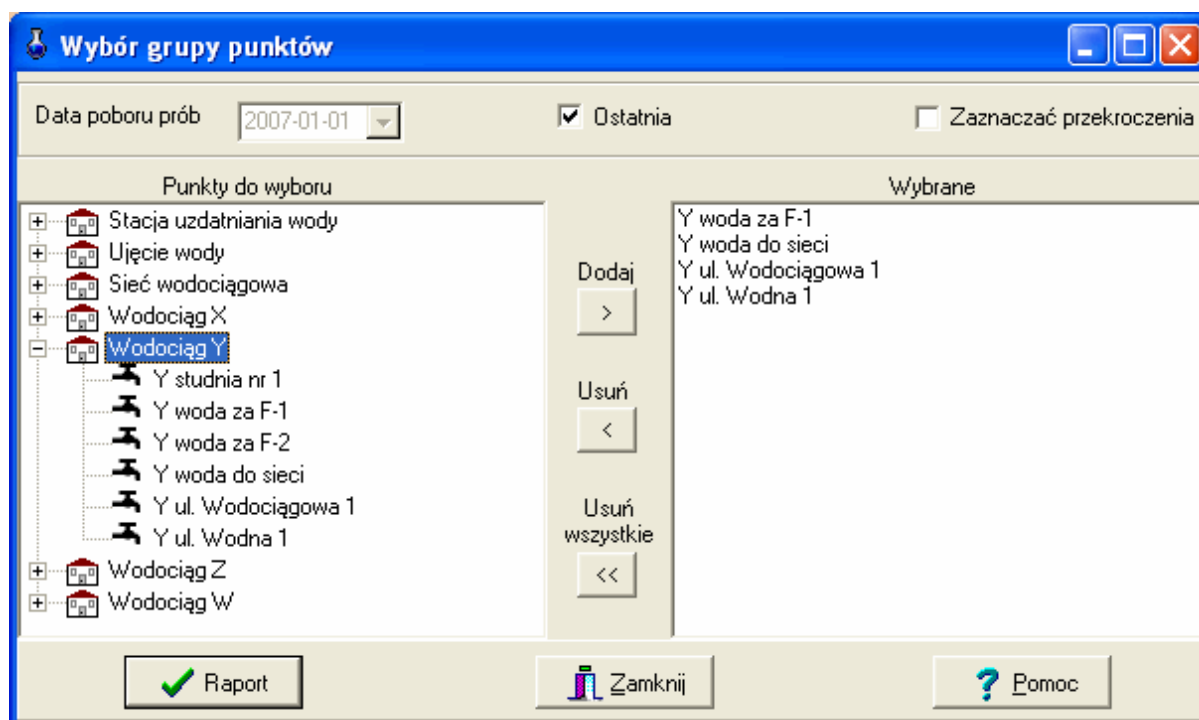 Wybór grupy punktów
Data poboru prób 2007-01-01 Ostatnia Zaznaczać przekroczenia
Punkty do wyboru
Stacja uzdatniania wody
Ujęcie wody
Sieć wodociągowa
Wodociąg X
Wodociąg Y
Y studnia nr 1
Y woda za F-1
Y woda za F-2
Y woda do sieci
Y ul. Wodociągowa 1
Y ul. Wodna 1
Wodociąg Z
Wodociąg W
Dodaj
>
Usuń
<
Usuń
wszystkie
<<
Wybrane
Y woda za F-1
Y woda do sieci
Y ul. Wodociągowa 1
Y ul. Wodna 1
Raport Zamknij ? Pomoc